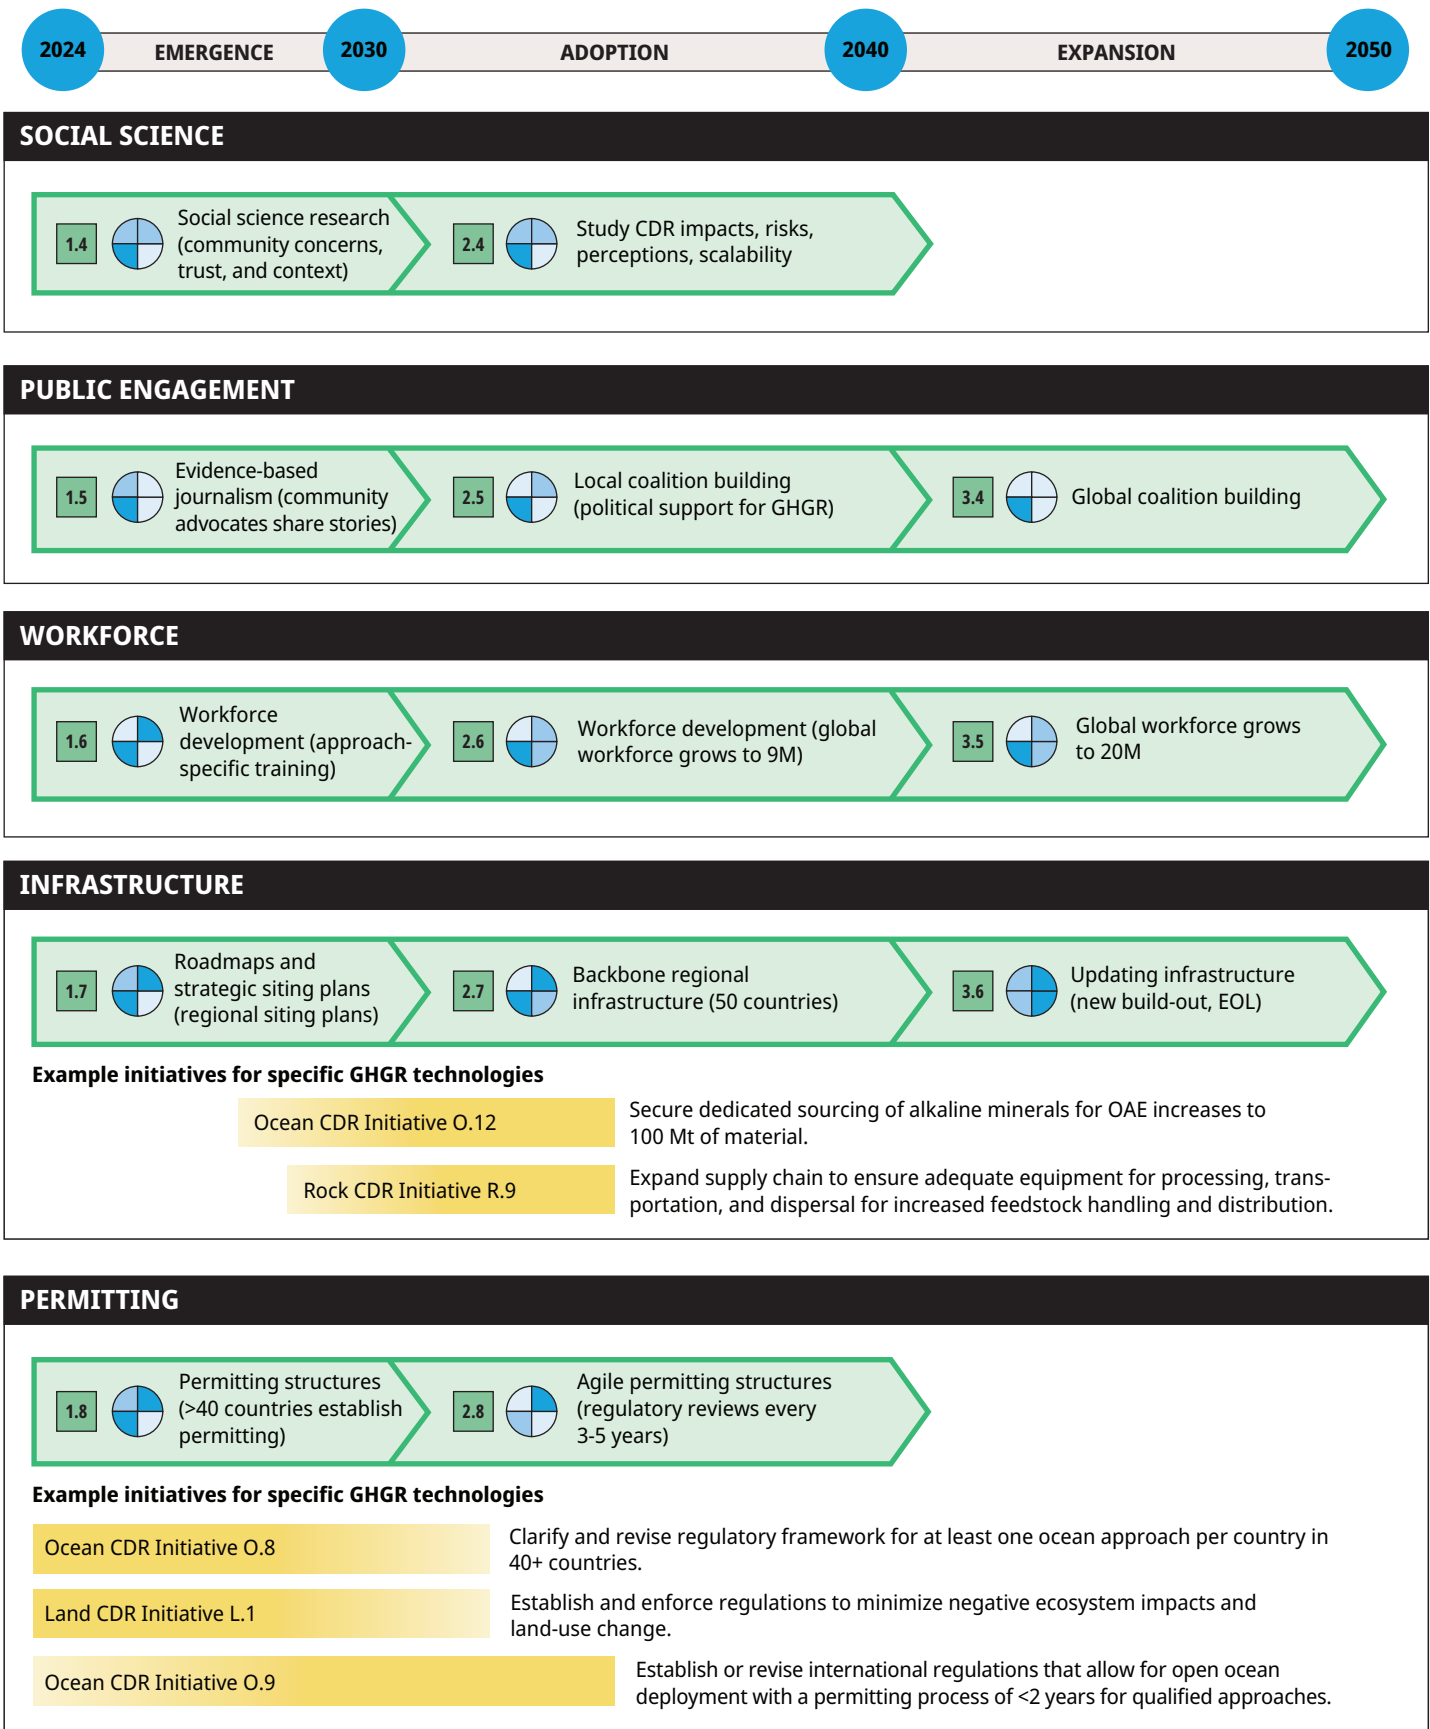 2024 EMERGENCE 2030 ADOPTION 2040 EXPANSION 2050
SOCIAL SCIENCE
1.4
Social science research
(community concerns,
trust, and context)
2.4
Study CDR impacts, risks,
perceptions, scalability
PUBLIC ENGAGEMENT
1.5
Evidence-based
journalism (community
advocates share stories)
2.5
Local coalition building
(political support for GHGR)
3.4
Global coalition building
WORKFORCE
1.6
Workforce
development (approach-
specific training)
2.6
Workforce development (global
workforce grows to 9M)
3.5
Global workforce grows
to 20M
INFRASTRUCTURE
1.7
Roadmaps and
strategic siting plans
(regional siting plans)
2.7
Backbone regional
infrastructure (50 countries)
3.6
Updating infrastructure
(new build-out, EOL)
Example initiatives for specific GHGR technologies
Ocean CDR Initiative O.12
Secure dedicated sourcing of alkaline minerals for OAE increases to
100 Mt of material.
Rock CDR Initiative R.9
Expand supply chain to ensure adequate equipment for processing, trans-
portation, and dispersal for increased feedstock handling and distribution.
PERMITTING
1.8
Permitting structures
(>40 countries establish
permitting)
2.8
Agile permitting structures
(regulatory reviews every
3-5 years)
Example initiatives for specific GHGR technologies
Ocean CDR Initiative O.8
Clarify and revise regulatory framework for at least one ocean approach per country in
40+ countries.
Land CDR Initiative L.1
Establish and enforce regulations to minimize negative ecosystem impacts and
land-use change.
Ocean CDR Initiative O.9
Establish or revise international regulations that allow for open ocean
deployment with a permitting process of <2 years for qualified approaches.